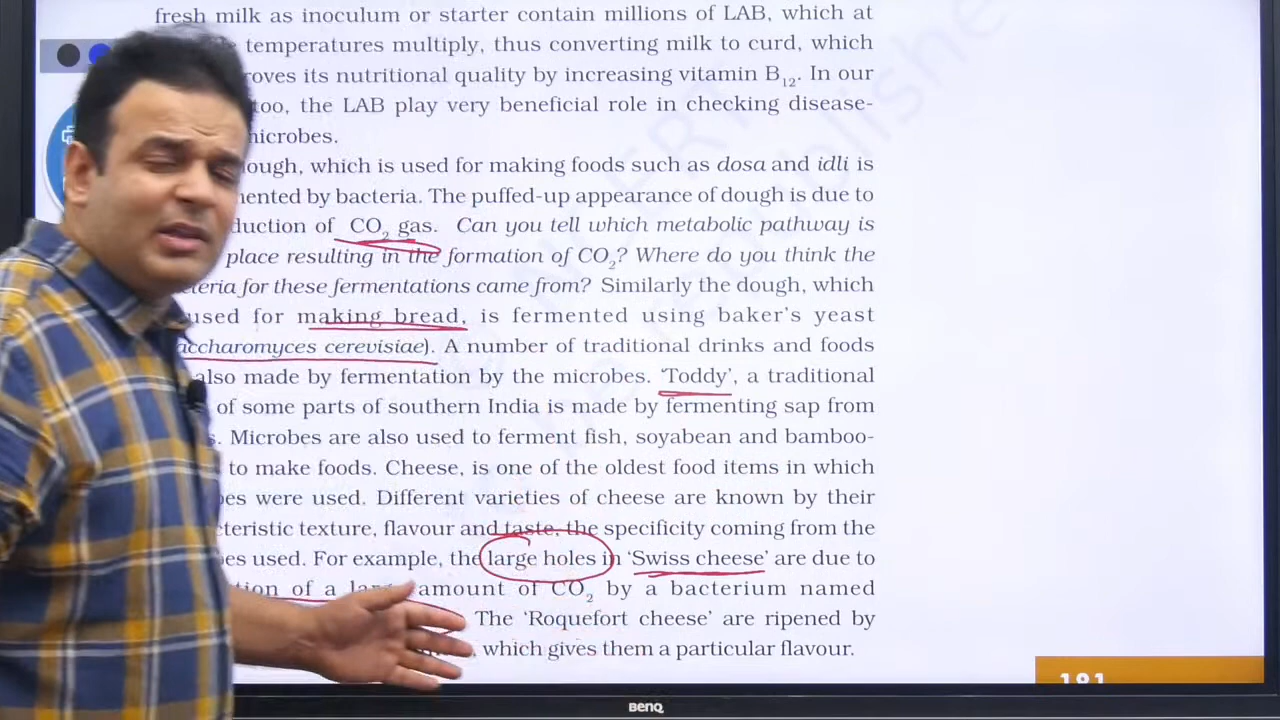 fresh milk as inoculum or starter contain millions of LAB, which at
temperatures multiply, thus converting milk to curd, which
its nutritional quality by increasing vitamin B12. In our
too, the LAB play very beneficial role in checking disease-
microbes.
which is used for making foods such as dosa and idli is
by bacteria. The puffed-up appearance of dough is due to
of CO2 gas. Can you tell which metabolic pathway is
place resulting in the formation of CO2? Where do you think the
for these fermentations came from? Similarly the dough, which
used for making bread, is fermented using baker's yeast
cerevisiae). A number of traditional drinks and foods
also made by fermentation by the microbes. ‘Toddy’, a traditional
of some parts of southern India is made by fermenting sap from
Microbes are also used to ferment fish, soyabean and bamboo-
to make foods. Cheese, is one of the oldest food items in which
were used. Different varieties of cheese are known by their
texture, flavour and taste, the specificity coming from the
used. For example, the large holes in ‘Swiss cheese’ are due to
of a large amount of CO2 by a bacterium named
The ‘Roquefort cheese’ are ripened by
which gives them a particular flavour.
181
BenQ